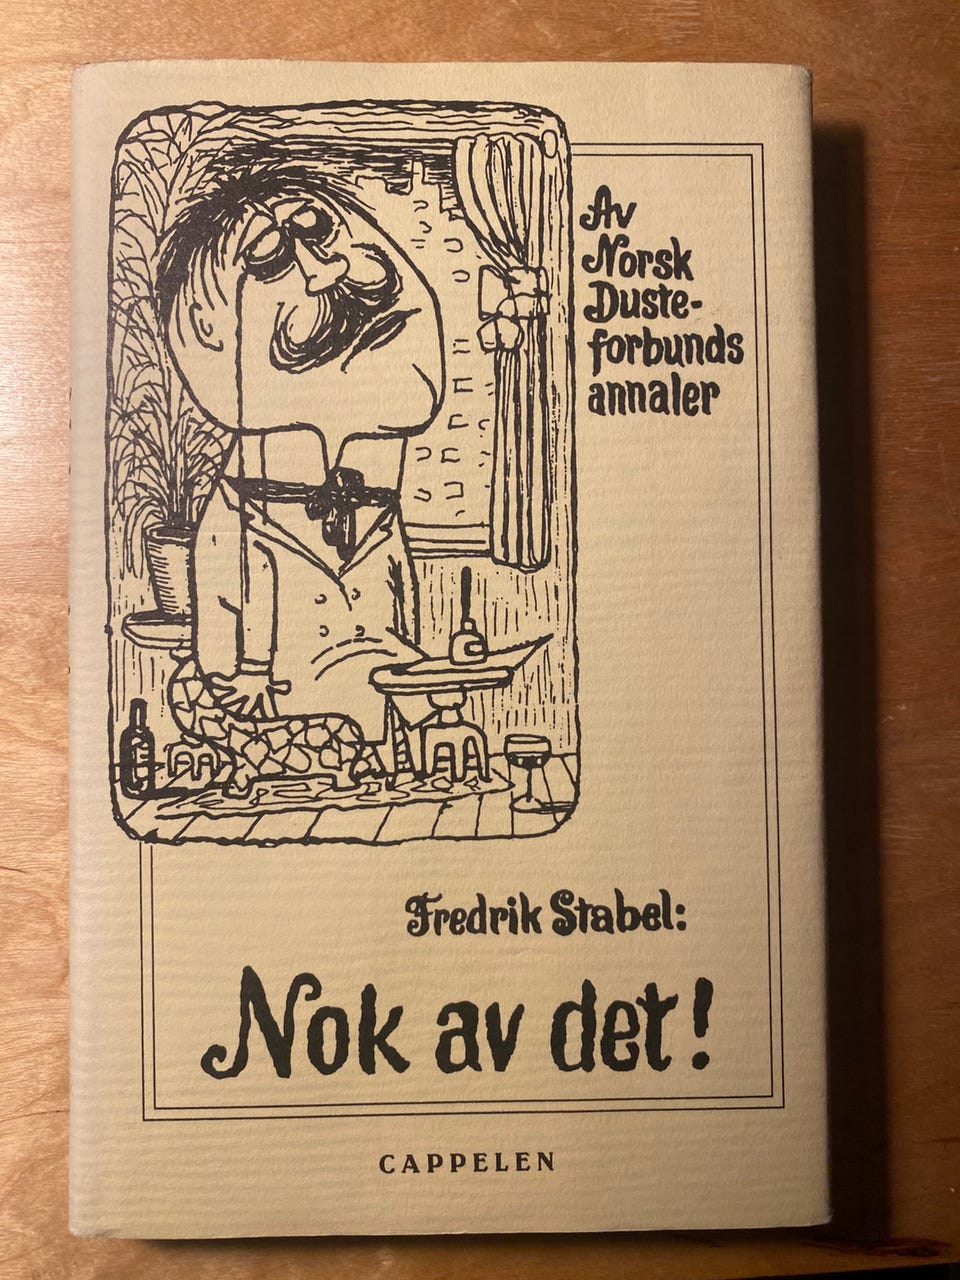 Av
Norsk
Duste-
forbunds
annaler
Fredrik Stabel:
Nok av det!
CAPPELEN